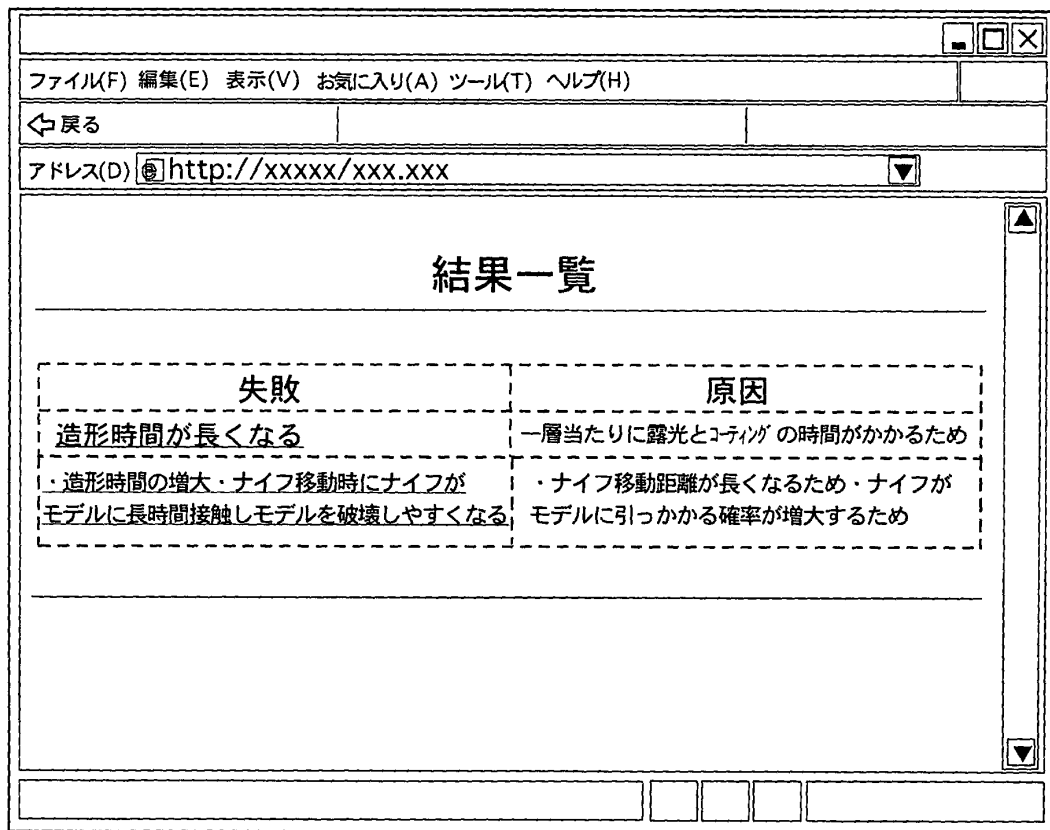 ファイル(F) 編集(E) 表示(V) お気に入り(A) ツール(T) ヘルプ(H)
戻る
アドレス(D) http://xxxxx/xxx.xxx
結果一覧
失敗 原因
造形時間が長くなる 一層当たりに露光とコーティングの時間がかかるため
・造形時間の増大・ナイフ移動時にナイフが ・ナイフ移動距離が長くなるため・ナイフが
モデルに長時間接触しモデルを破壊しやすくなる モデルに引っかかる確率が増大するため